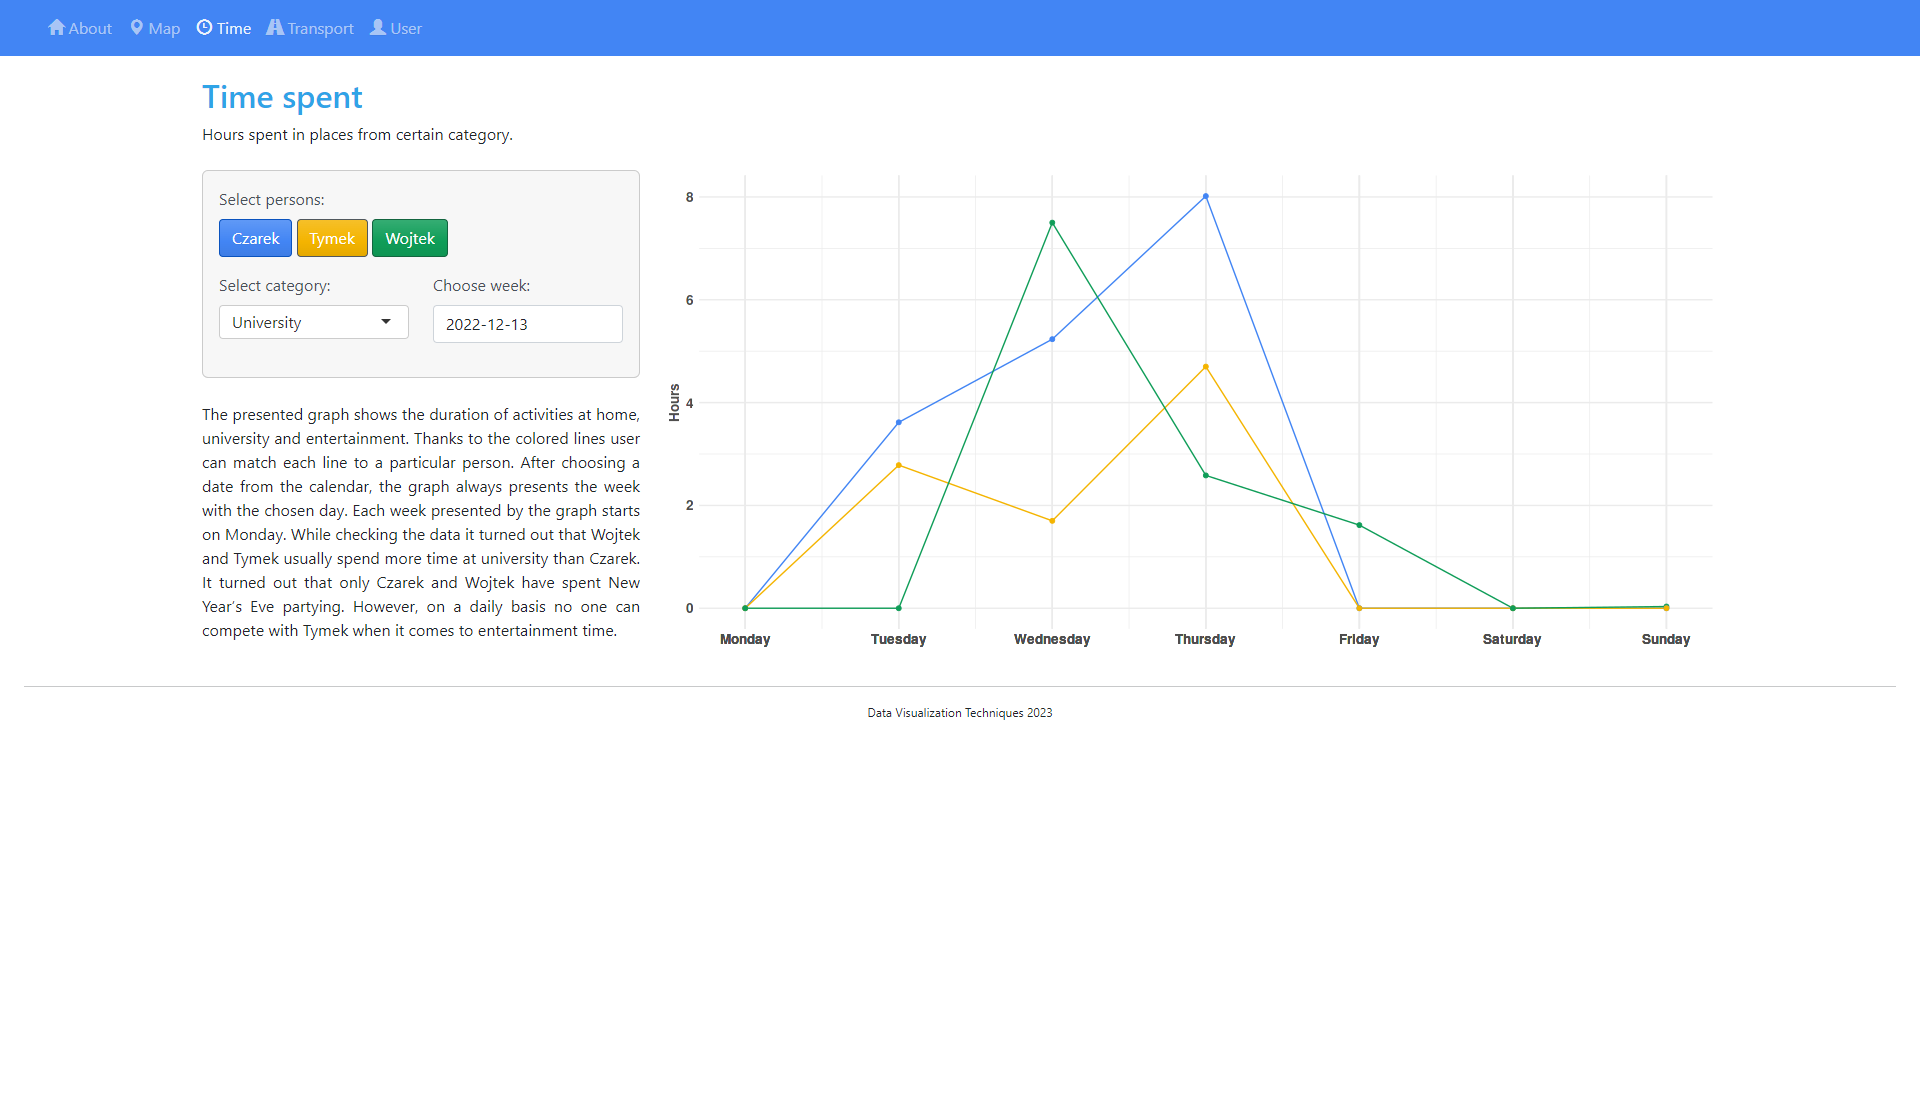 About Map Time Transport User
Time spent
Hours spent in places from certain category.
Select persons:
Czarek Tymek Wojtek
Select category:
University
Choose week:
2022-12-13
The presented graph shows the duration of activities at home,
university and entertainment. Thanks to the colored lines user
can match each line to a particular person. After choosing a
date from the calendar, the graph always presents the week
with the chosen day. Each week presented by the graph starts
on Monday. While checking the data it turned out that Wojtek
and Tymek usually spend more time at university than Czarek.
It turned out that only Czarek and Wojtek have spent New
Year's Eve partying. However, on a daily basis no one can
compete with Tymek when it comes to entertainment time.
Hours
8
6
4
2
0
Monday Tuesday Wednesday Thursday Friday Saturday Sunday
Data Visualization Techniques 2023